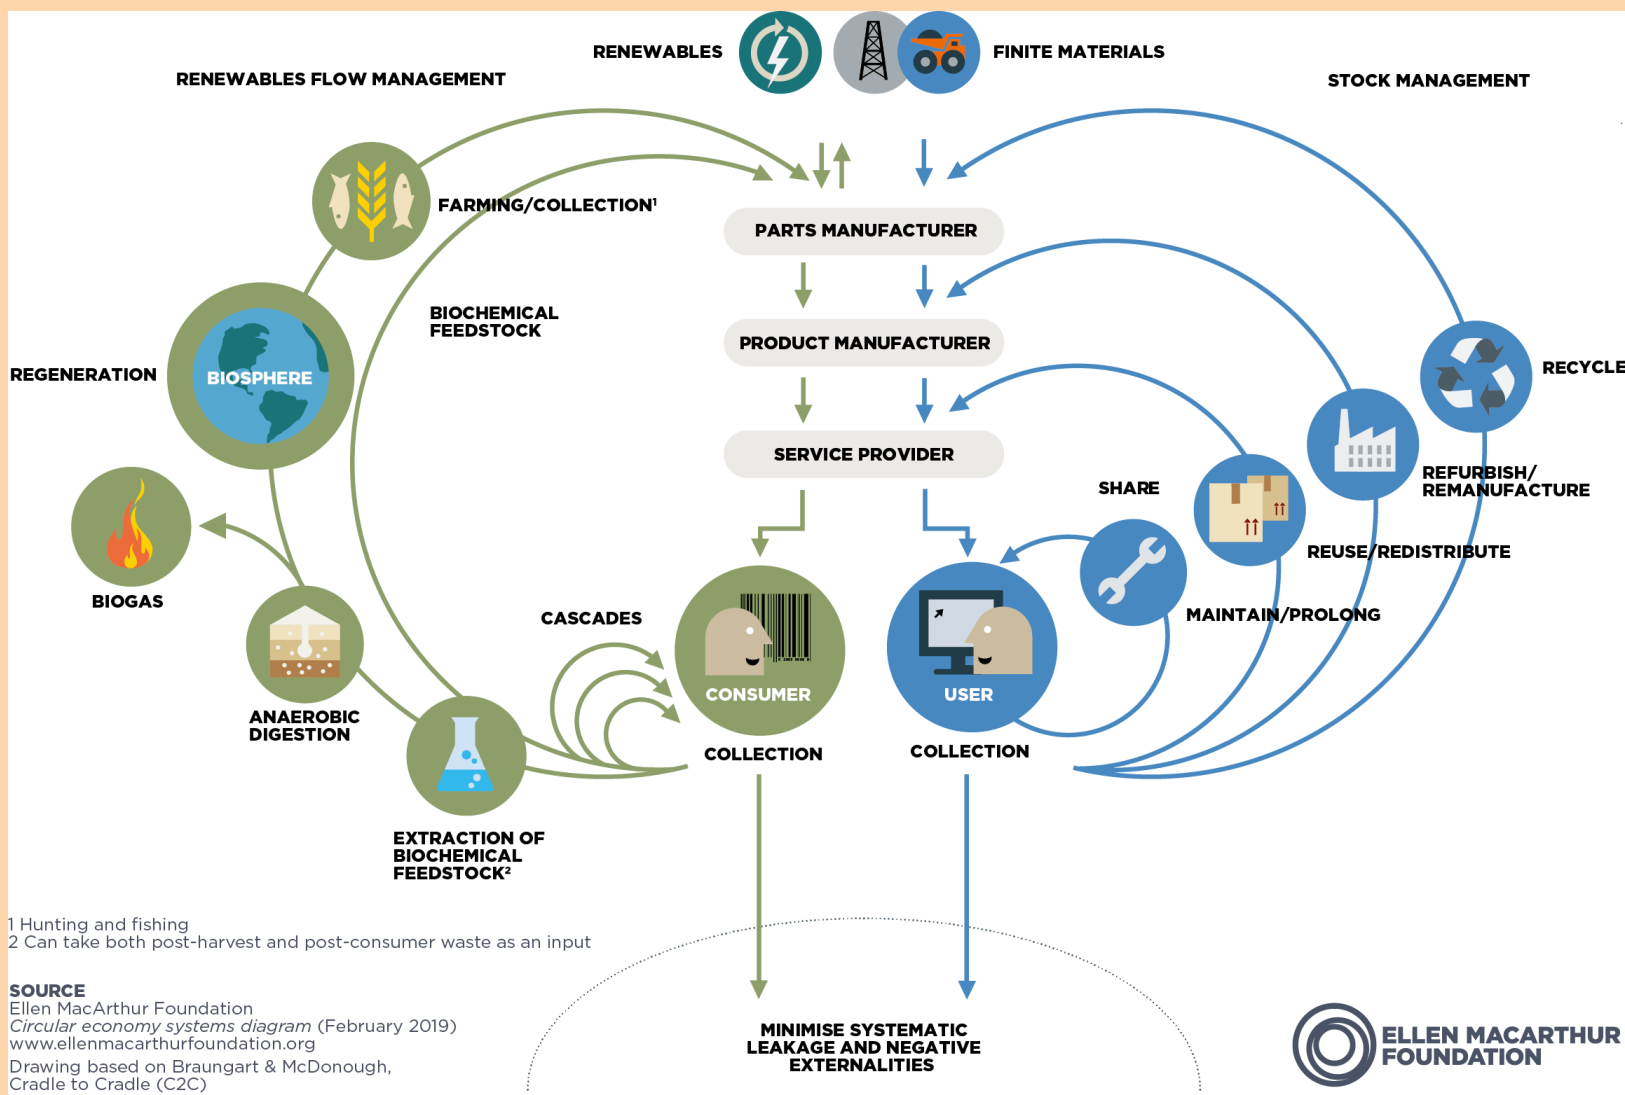 RENEWABLES
FINITE MATERIALS
RENEWABLES FLOW MANAGEMENT
STOCK MANAGEMENT
FARMING/COLLECTION¹
PARTS MANUFACTURER
BIOCHEMICAL
FEEDSTOCK
PRODUCT MANUFACTURER
REGENERATION
BIOSPHERE
RECYCLE
SERVICE PROVIDER
SHARE
REFURBISH/
REMANUFACTURE
REUSE/REDISTRIBUTE
BIOGAS
CASCADES
MAINTAIN/PROLONG
CONSUMER
USER
ANAEROBIC
DIGESTION
COLLECTION
COLLECTION
EXTRACTION OF
BIOCHEMICAL
FEEDSTOCK²
1 Hunting and fishing
2 Can take both post-harvest and post-consumer waste as an input
SOURCE
Ellen MacArthur Foundation
Circular economy systems diagram (February 2019)
www.ellenmacarthurfoundation.org
Drawing based on Braungart & McDonough,
Cradle to Cradle (C2C)
MINIMISE SYSTEMATIC
LEAKAGE AND NEGATIVE
EXTERNALITIES
ELLEN MACARTHUR
FOUNDATION